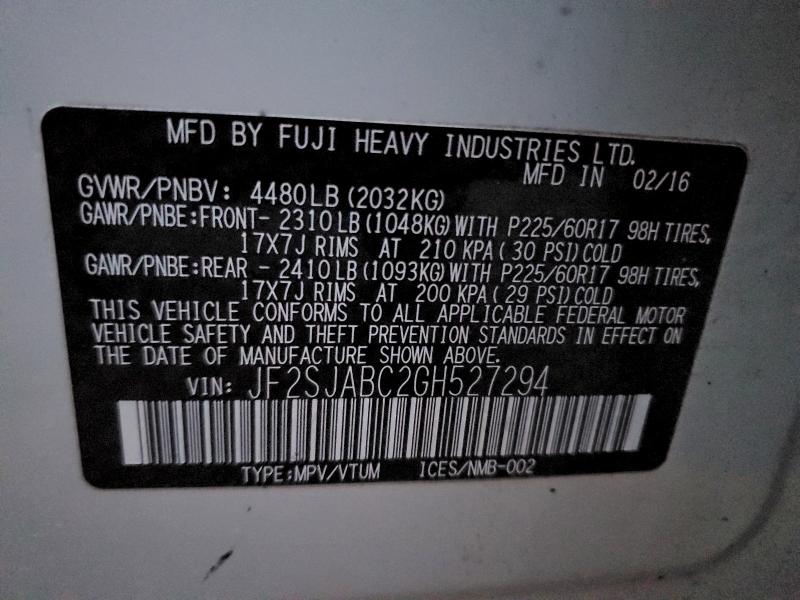 MFD BY FUJI HEAVY INDUSTRIES LTD.
MFD IN 02/16
GVWR/PNBV: 4480LB (2032KG)
GAWR/PNBE:FRONT- 2310LB (1048KG) WITH P225/60R17 98H TIRES,
17X7J RIMS AT 210 KPA ( 30 PSI) COLD
GAWR/PNBE:REAR - 2410LB (1093KG) WITH P225/60R17 98H TIRES,
17X7J RIMS AT 200 KPA ( 29 PSI) COLD
THIS VEHICLE CONFORMS TO ALL APPLICABLE FEDERAL MOTOR
VEHICLE SAFETY AND THEFT PREVENTION STANDARDS IN EFFECT ON
THE DATE OF MANUFACTURE SHOWN ABOVE.
VIN: JF2SJABC2GH527294
TYPE:MPV/VTUM ICES/NMB-002